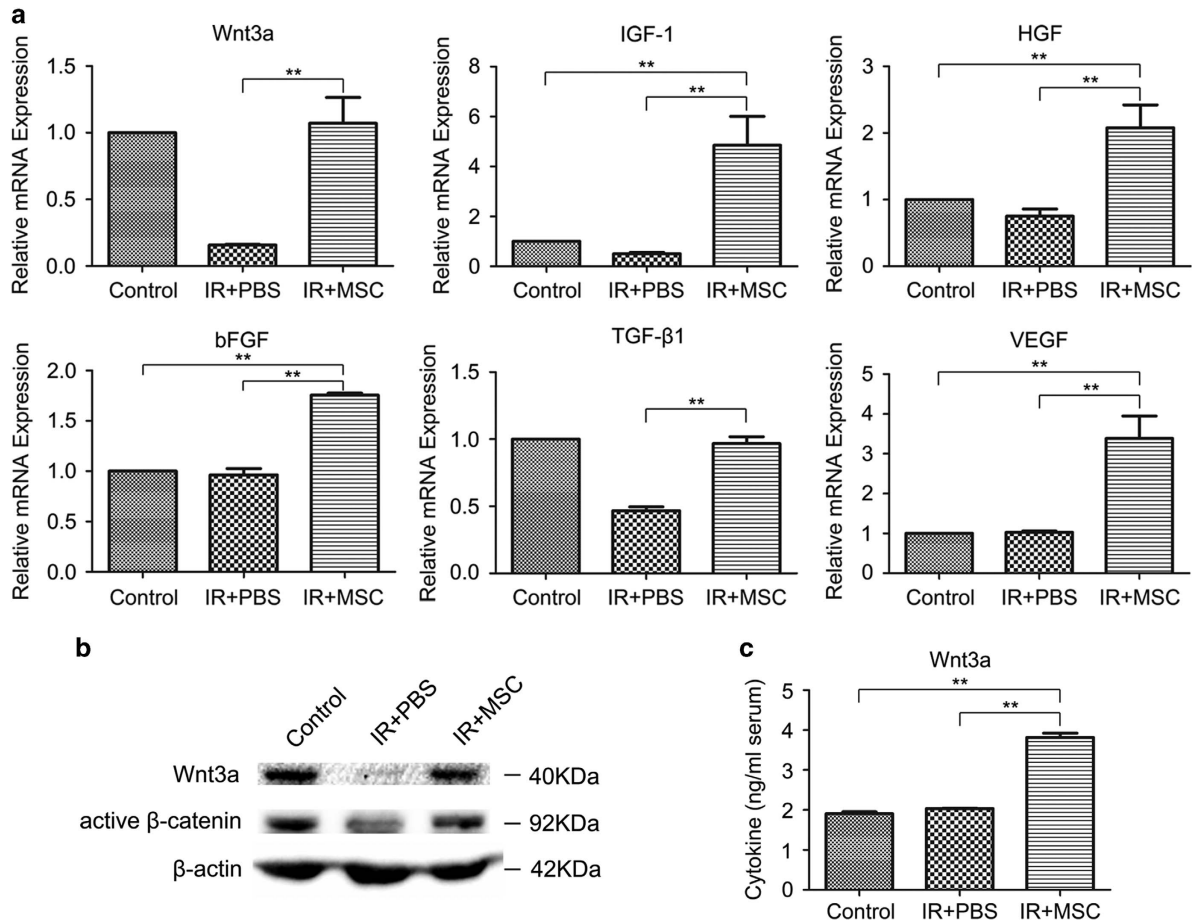 a
Wnt3a
Relative mRNA Expression
1.5
1.0
0.5
0.0
**
Control IR+PBS IR+MSC
IGF-1
Relative mRNA Expression
8
6
4
2
0
**
**
Control IR+PBS IR+MSC
HGF
Relative mRNA Expression
3
2
1
0
**
**
Control IR+PBS IR+MSC
bFGF
Relative mRNA Expression
2.0
1.5
1.0
0.5
0.0
**
**
Control IR+PBS IR+MSC
TGF-β1
Relative mRNA Expression
1.5
1.0
0.5
0.0
**
Control IR+PBS IR+MSC
VEGF
Relative mRNA Expression
5
4
3
2
1
0
**
**
Control IR+PBS IR+MSC
b
Control IR+PBS IR+MSC
Wnt3a 40KDa
active β-catenin 92KDa
β-actin 42KDa
c
Wnt3a
Cytokine (ng/ml serum)
5
4
3
2
1
0
**
**
Control IR+PBS IR+MSC